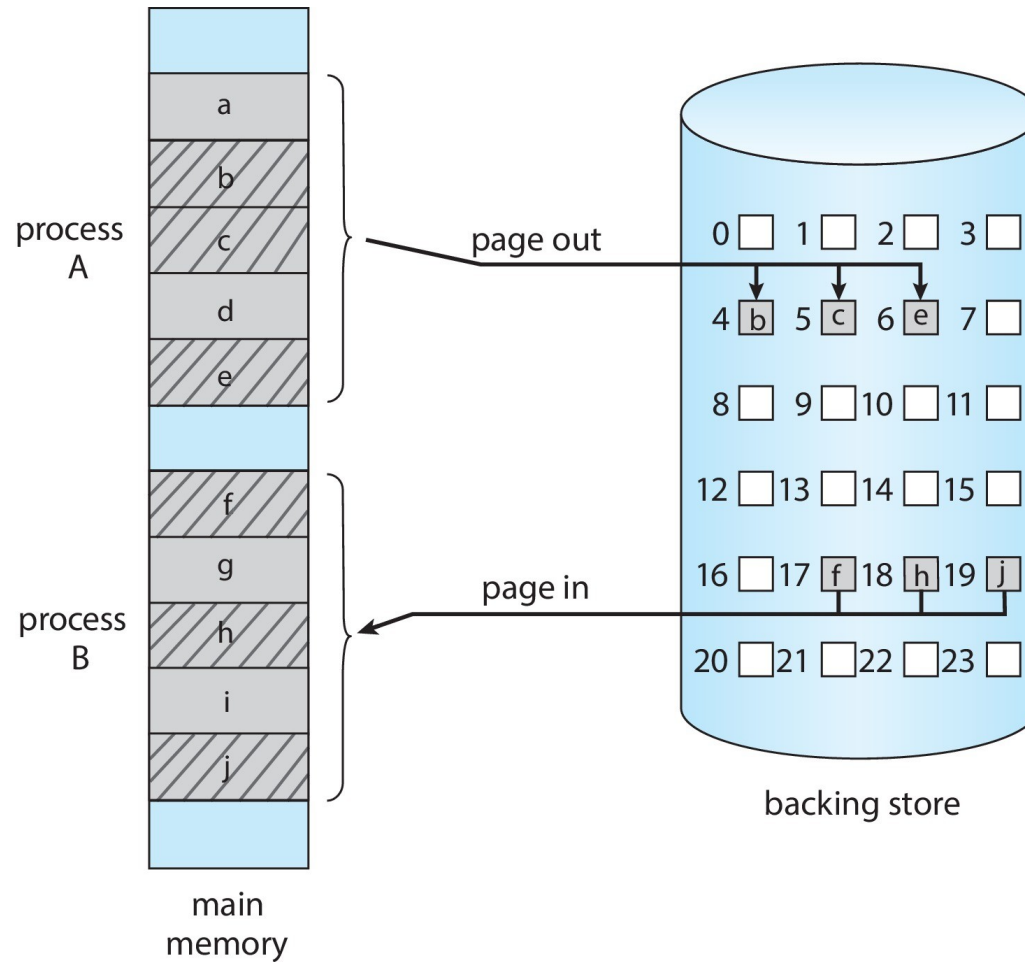 a
b
c
d
e
process
A
f
g
h
i
j
process
B
main
memory
page out
page in
0 1 2 3
4 b 5 c 6 e 7
8 9 10 11
12 13 14 15
16 17 f 18 h 19 j
20 21 22 23
backing store